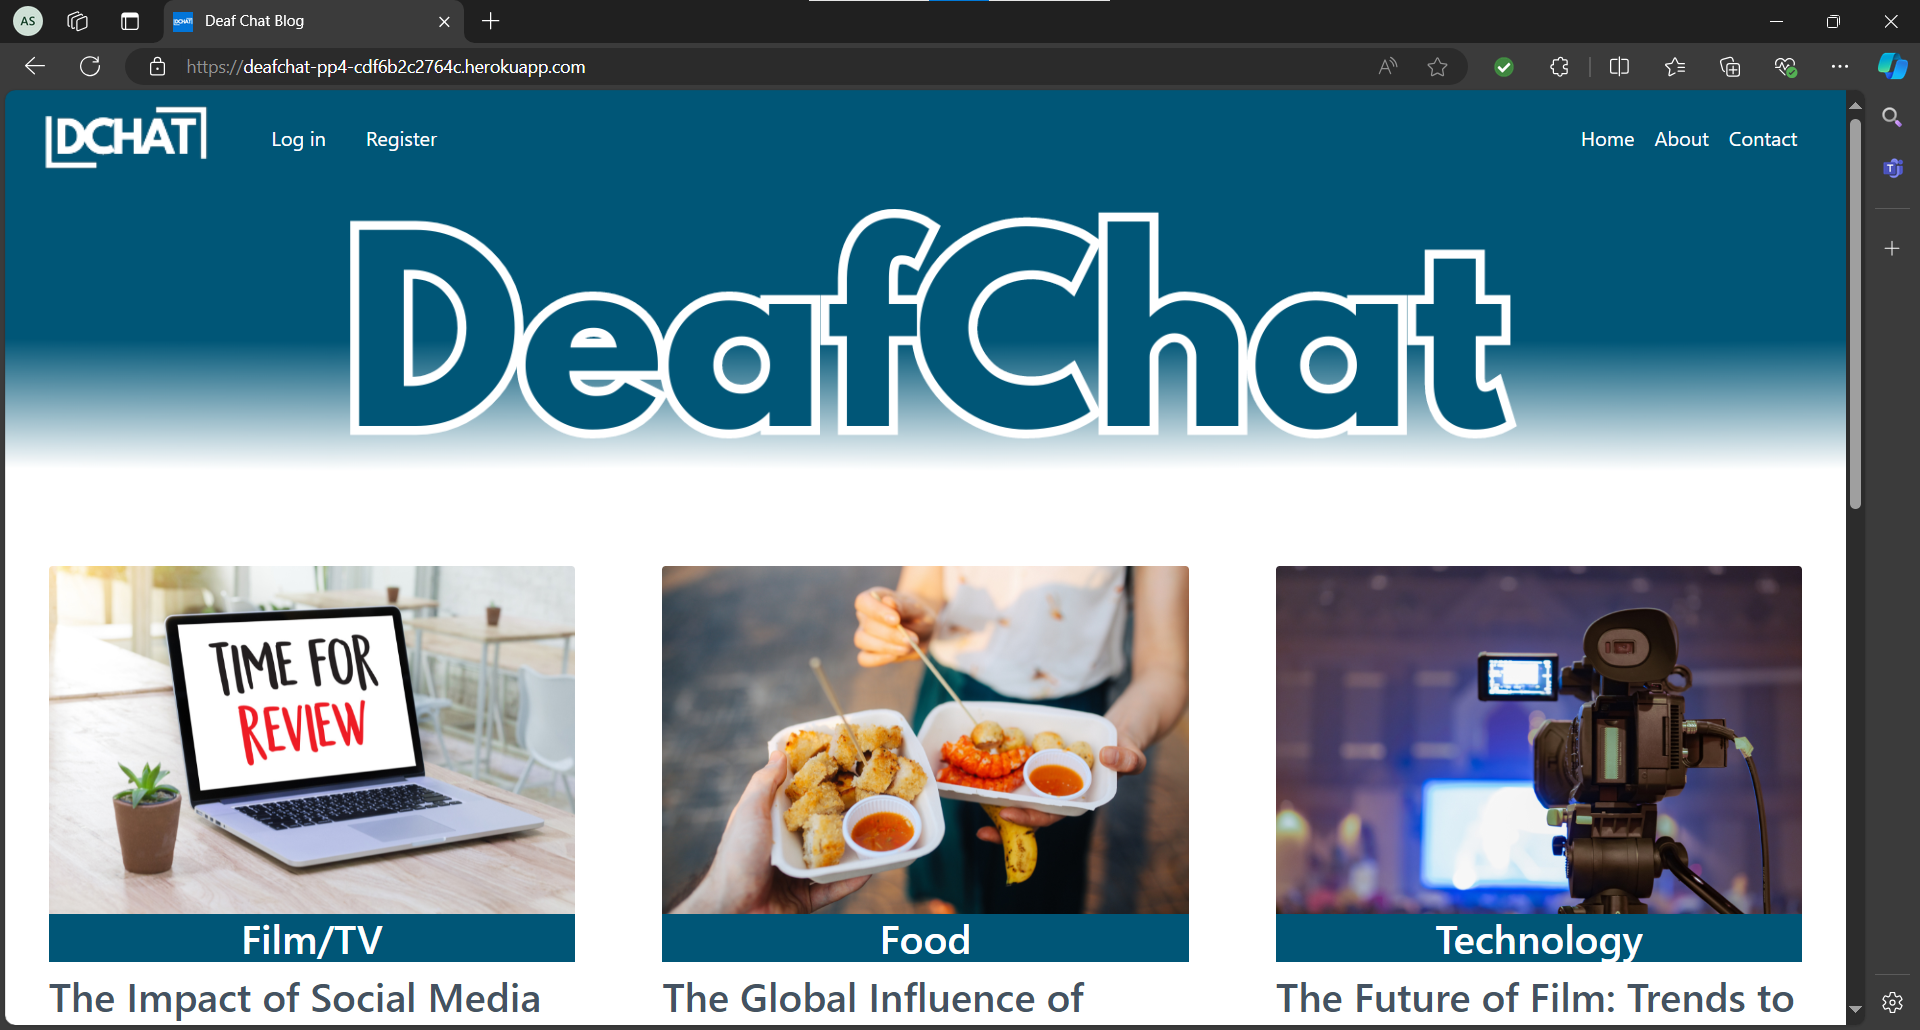 AS
Deaf Chat Blog
https://deafchat-pp4-cdf6b2c2764c.herokuapp.com
DCHAT
Log in
Register
Home
About
Contact
DeafChat
TIME FOR
REVIEW
Film/TV
Food
Technology
The Impact of Social Media
The Global Influence of
The Future of Film: Trends to